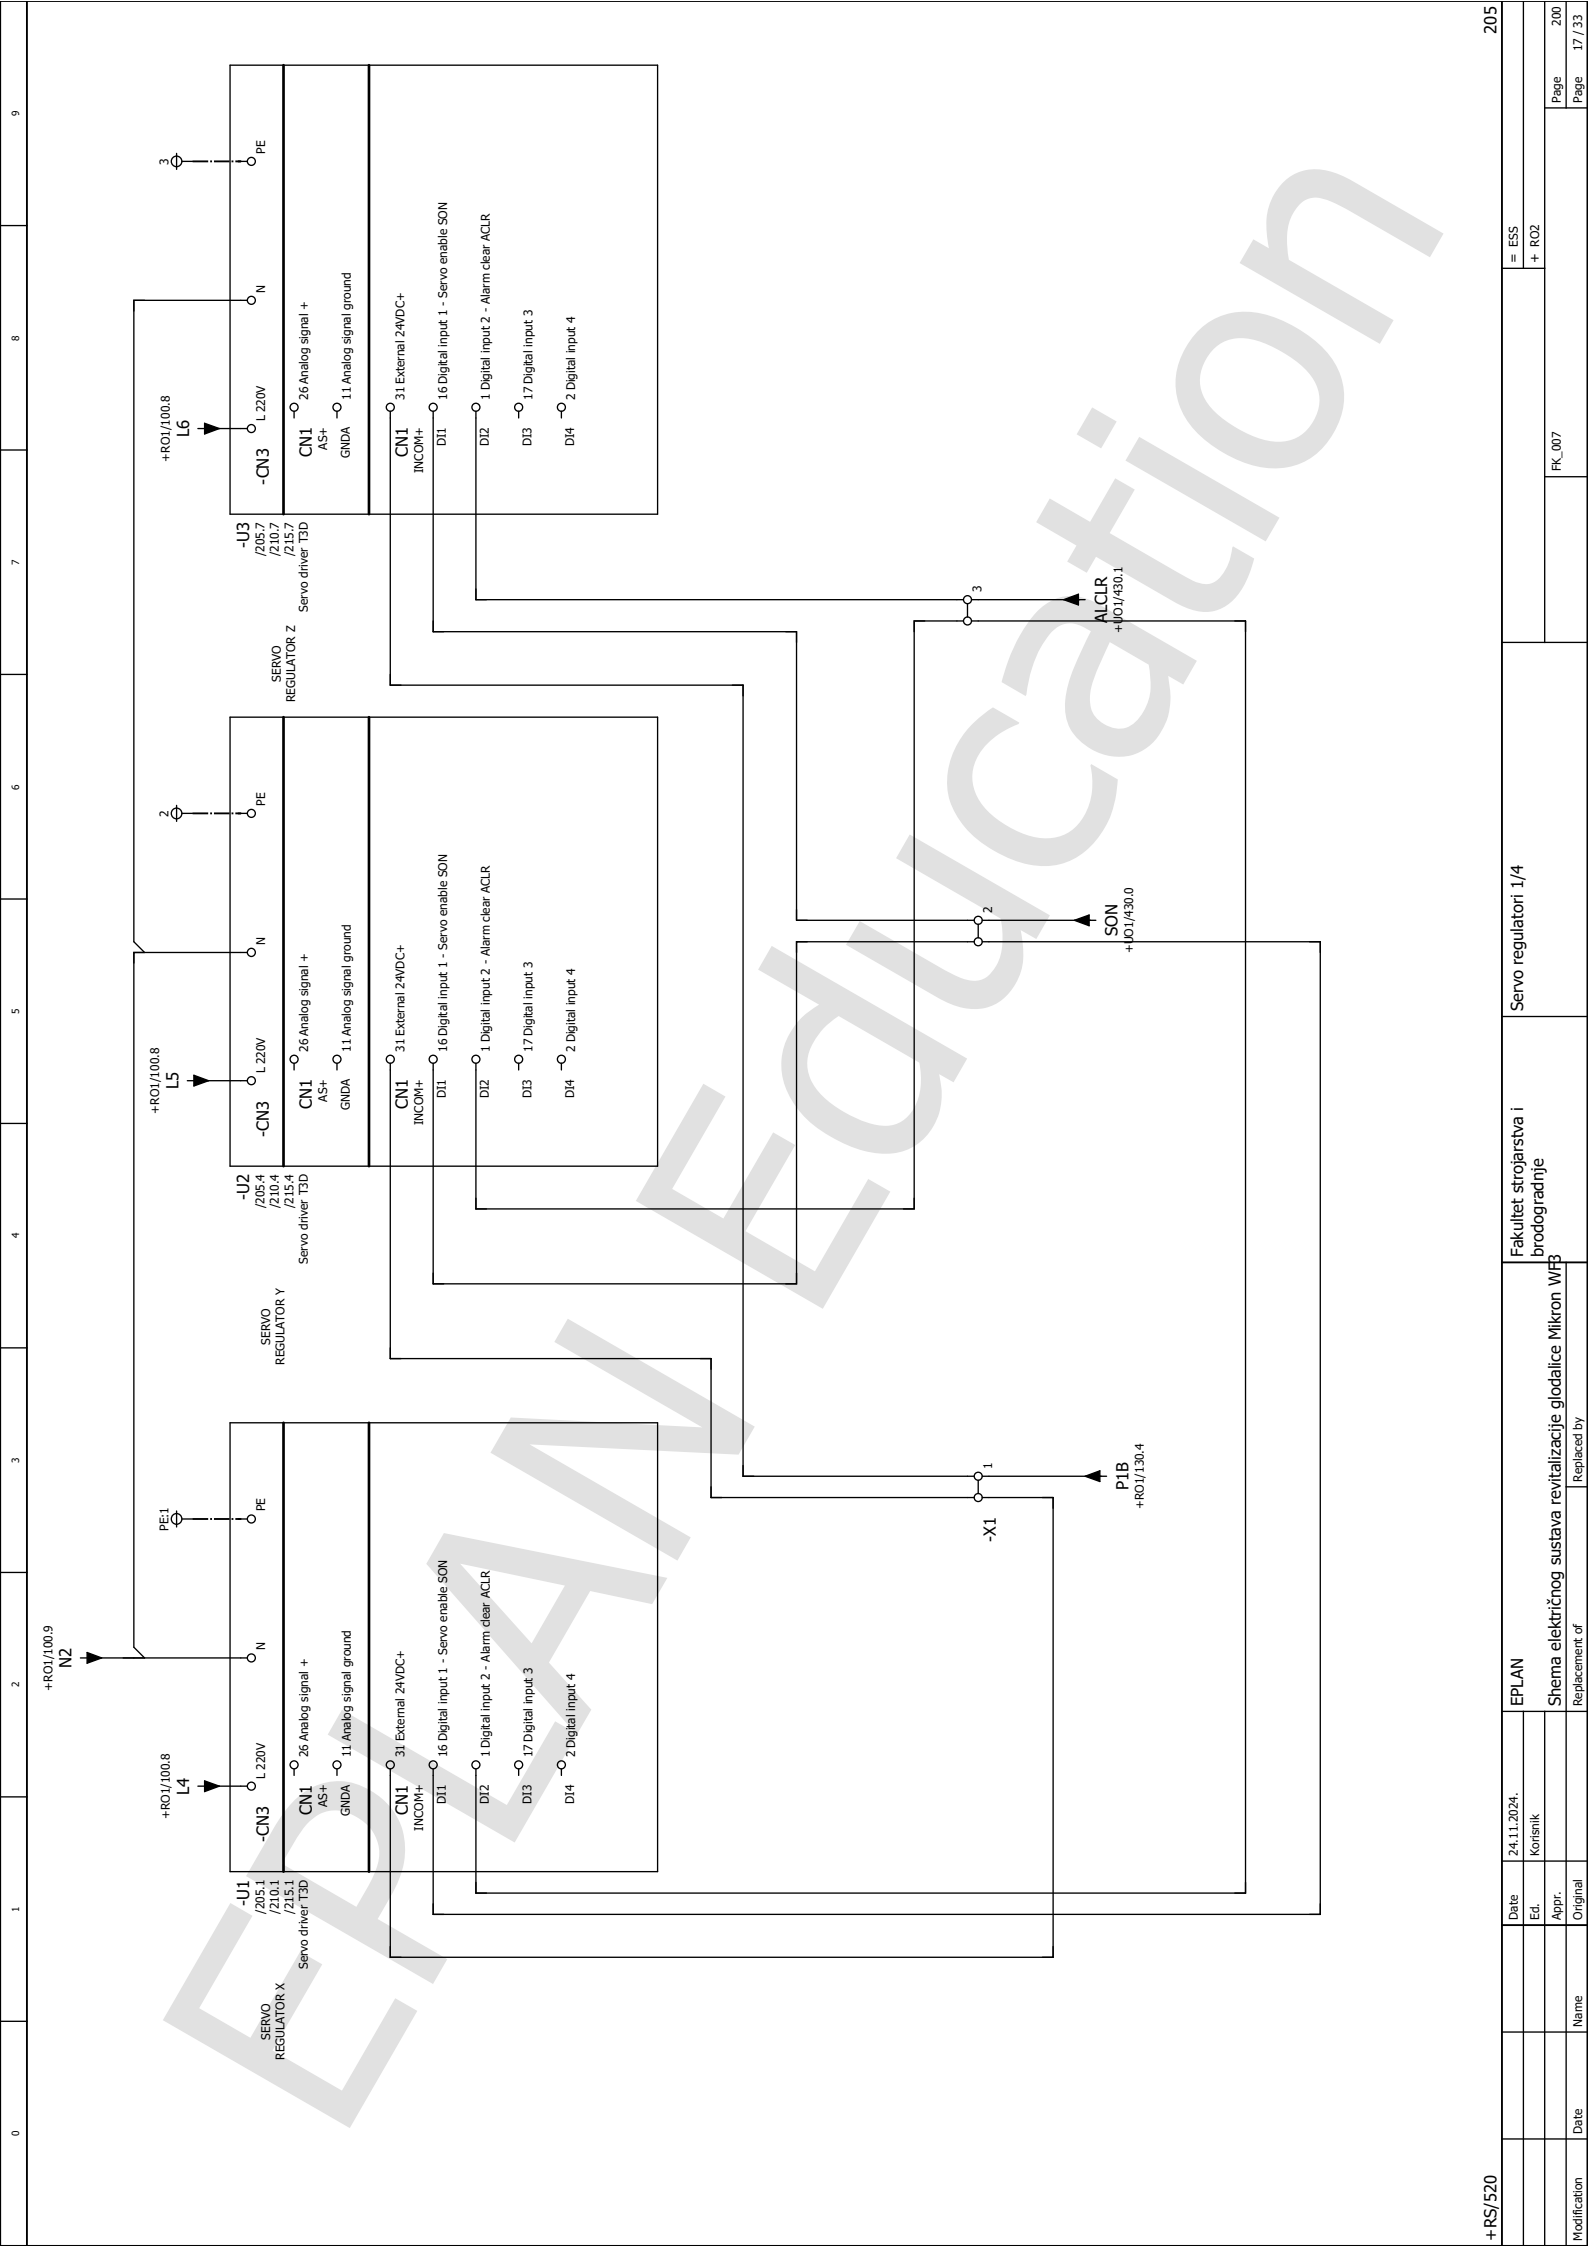 0 1 2 3 4 5 6 7 8 9
+RO1/100.9
N2
+RO1/100.8
L4
PE:1
+RO1/100.8
L5
2
+RO1/100.8
L6
3
SERVO
REGULATOR X
-U1
/205.1
/210.1
/215.1
Servo driver T3D
-CN3
L 220V
N
PE
CN1
AS+
26 Analog signal +
GNDA
11 Analog signal ground
CN1
INCOM+
31 External 24VDC+
DI1
16 Digital input 1 - Servo enable SON
DI2
1 Digital input 2 - Alarm clear ACLR
DI3
17 Digital input 3
DI4
2 Digital input 4
SERVO
REGULATOR Y
-U2
/205.4
/210.4
/215.4
Servo driver T3D
-CN3
L 220V
N
PE
CN1
AS+
26 Analog signal +
GNDA
11 Analog signal ground
CN1
INCOM+
31 External 24VDC+
DI1
16 Digital input 1 - Servo enable SON
DI2
1 Digital input 2 - Alarm clear ACLR
DI3
17 Digital input 3
DI4
2 Digital input 4
SERVO
REGULATOR Z
-U3
/205.7
/210.7
/215.7
Servo driver T3D
-CN3
L 220V
N
PE
CN1
AS+
26 Analog signal +
GNDA
11 Analog signal ground
CN1
INCOM+
31 External 24VDC+
DI1
16 Digital input 1 - Servo enable SON
DI2
1 Digital input 2 - Alarm clear ACLR
DI3
17 Digital input 3
DI4
2 Digital input 4
-X1
1
P1B
+RO1/130.4
2
SON
+UO1/430.0
3
ALCLR
+UO1/430.1
EPLAN Education
+RS/520
205
Modification
Date
Name
Date
24.11.2024.
Ed.
Korisnik
Appr.
Original
EPLAN
Shema električnog sustava revitalizacije glodalice Mikron WF3
Replacement of
Replaced by
Fakultet strojarstva i
brodogradnje
Servo regulatori 1/4
FK_007
= ESS
+ RO2
Page 200
Page 17 / 33